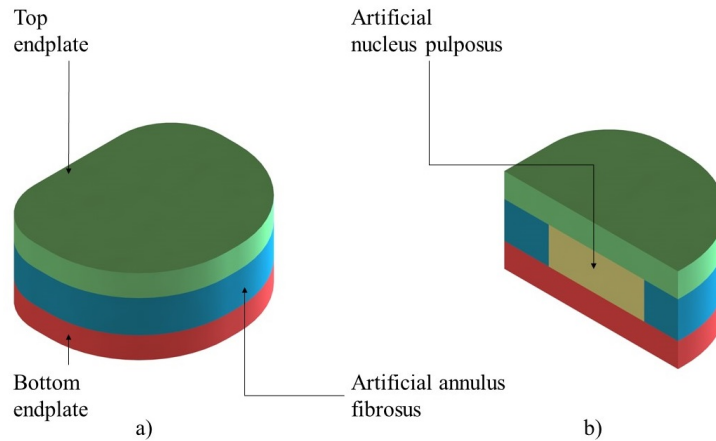 Top
endplate
Artificial
nucleus pulposus
Bottom
endplate
Artificial annulus
fibrosus
a)
b)